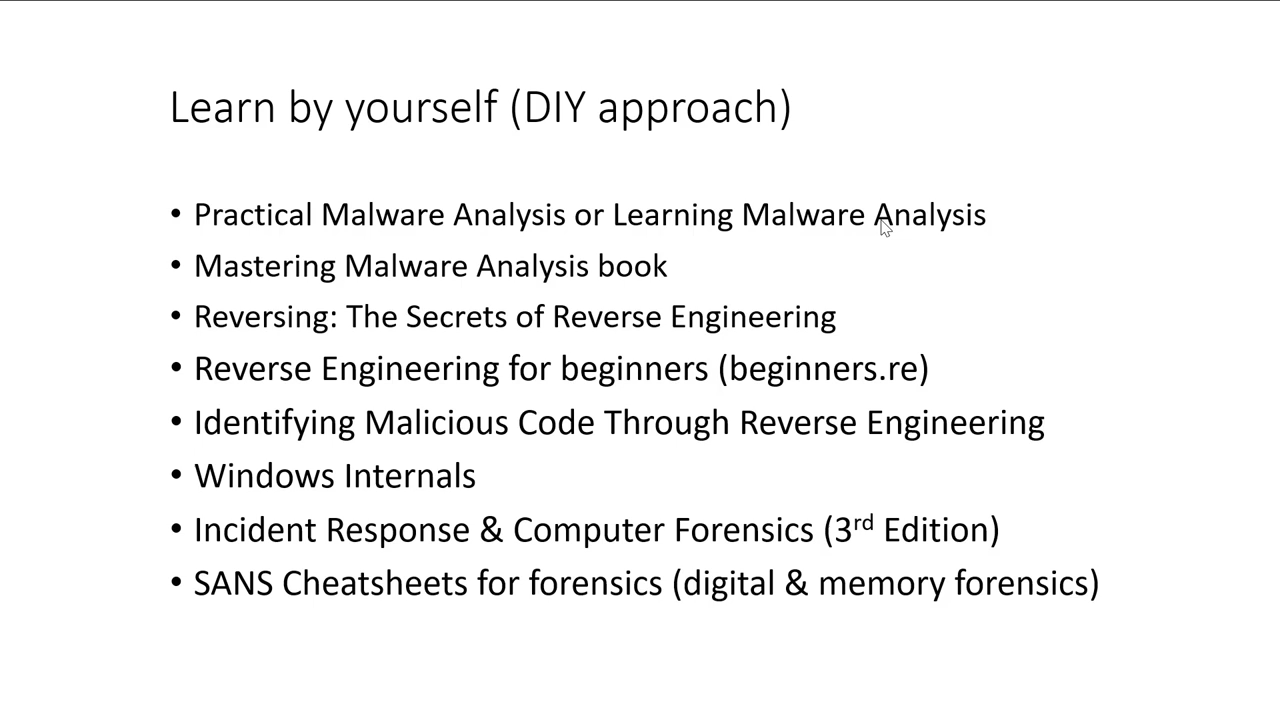 Learn by yourself (DIY approach)
• Practical Malware Analysis or Learning Malware Analysis
• Mastering Malware Analysis book
• Reversing: The Secrets of Reverse Engineering
• Reverse Engineering for beginners (beginners.re)
• Identifying Malicious Code Through Reverse Engineering
• Windows Internals
• Incident Response & Computer Forensics (3rd Edition)
• SANS Cheatsheets for forensics (digital & memory forensics)